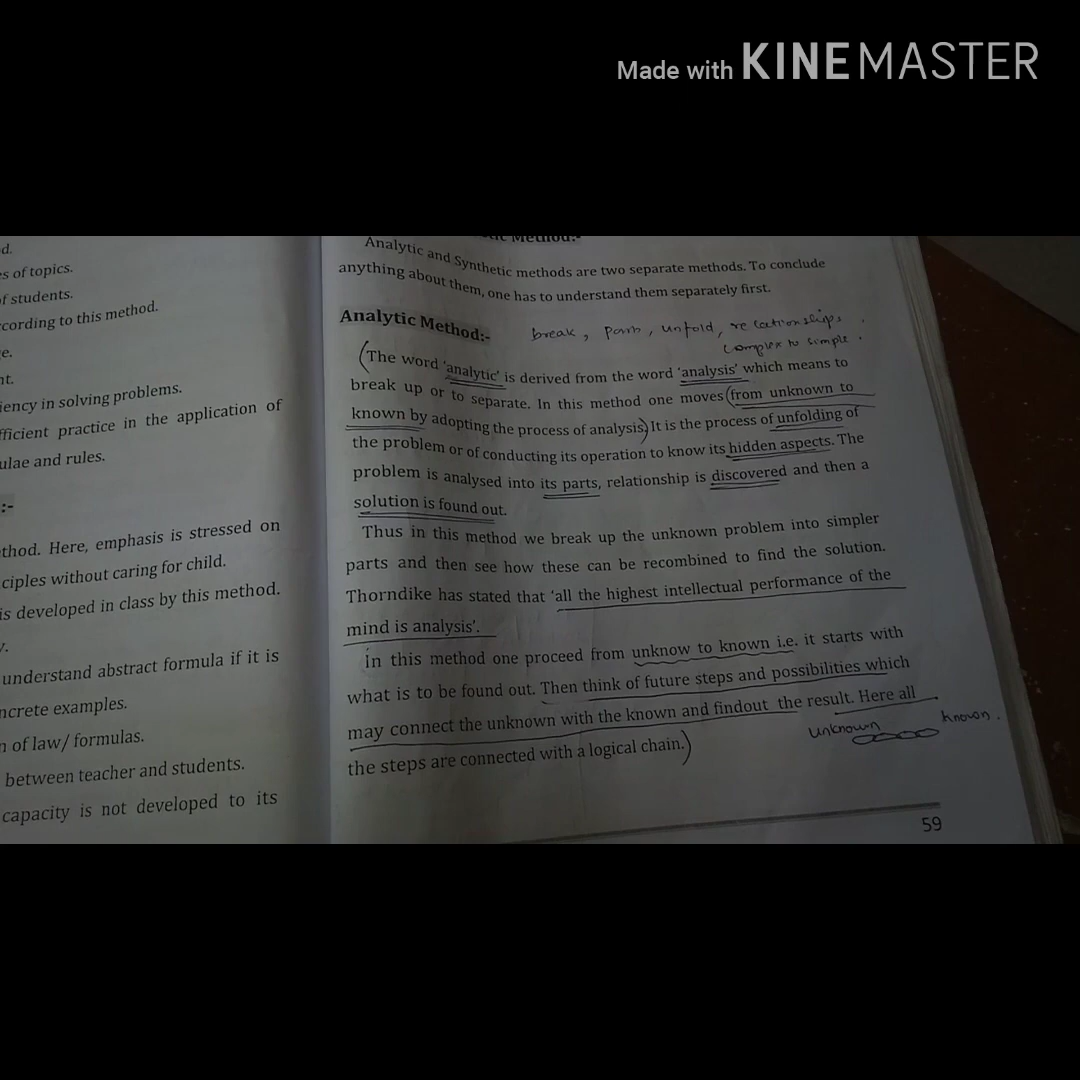 Made with KINEMASTER
d.
s of topics.
f students.
cording to this method.
e.
nt.
iency in solving problems.
fficient practice in the application of
ulae and rules.
:-
thod. Here, emphasis is stressed on
ciples without caring for child.
is developed in class by this method.
y.
understand abstract formula if it is
ncrete examples.
n of law/ formulas.
between teacher and students.
capacity is not developed to its
Method:-
Analytic and Synthetic methods are two separate methods. To conclude
anything about them, one has to understand them separately first.
Analytic Method:-
break, parts, unfold, relationships,
complex to simple.
(The word 'analytic' is derived from the word 'analysis' which means to
break up or to separate. In this method one moves (from unknown to
known by adopting the process of analysis) It is the process of unfolding of
the problem or of conducting its operation to know its hidden aspects. The
problem is analysed into its parts, relationship is discovered and then a
solution is found out.
Thus in this method we break up the unknown problem into simpler
parts and then see how these can be recombined to find the solution.
Thorndike has stated that 'all the highest intellectual performance of the
mind is analysis'.
In this method one proceed from unknow to known i.e. it starts with
what is to be found out. Then think of future steps and possibilities which
may connect the unknown with the known and findout the result. Here all
the steps are connected with a logical chain.)
unknown known.
59